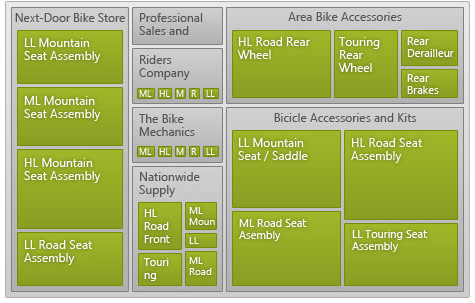 Next-Door Bike Store
LL Mountain
Seat Assembly
ML Mountain
Seat Assembly
HL Mountain
Seat Assembly
LL Road Seat
Assembly
Professional
Sales and
Riders
Company
ML HL M R LL
The Bike
Mechanics
ML HL M R LL
Nationwide
Supply
HL
Road
Front
ML
Moun
LL
Touri
ng
ML
Road
Area Bike Accessories
HL Road Rear
Wheel
Touring
Rear
Wheel
Rear
Derailleur
Rear
Brakes
Bicicle Accessories and Kits
LL Mountain
Seat / Saddle
HL Road Seat
Assembly
ML Road Seat
Asembly
LL Touring Seat
Assembly